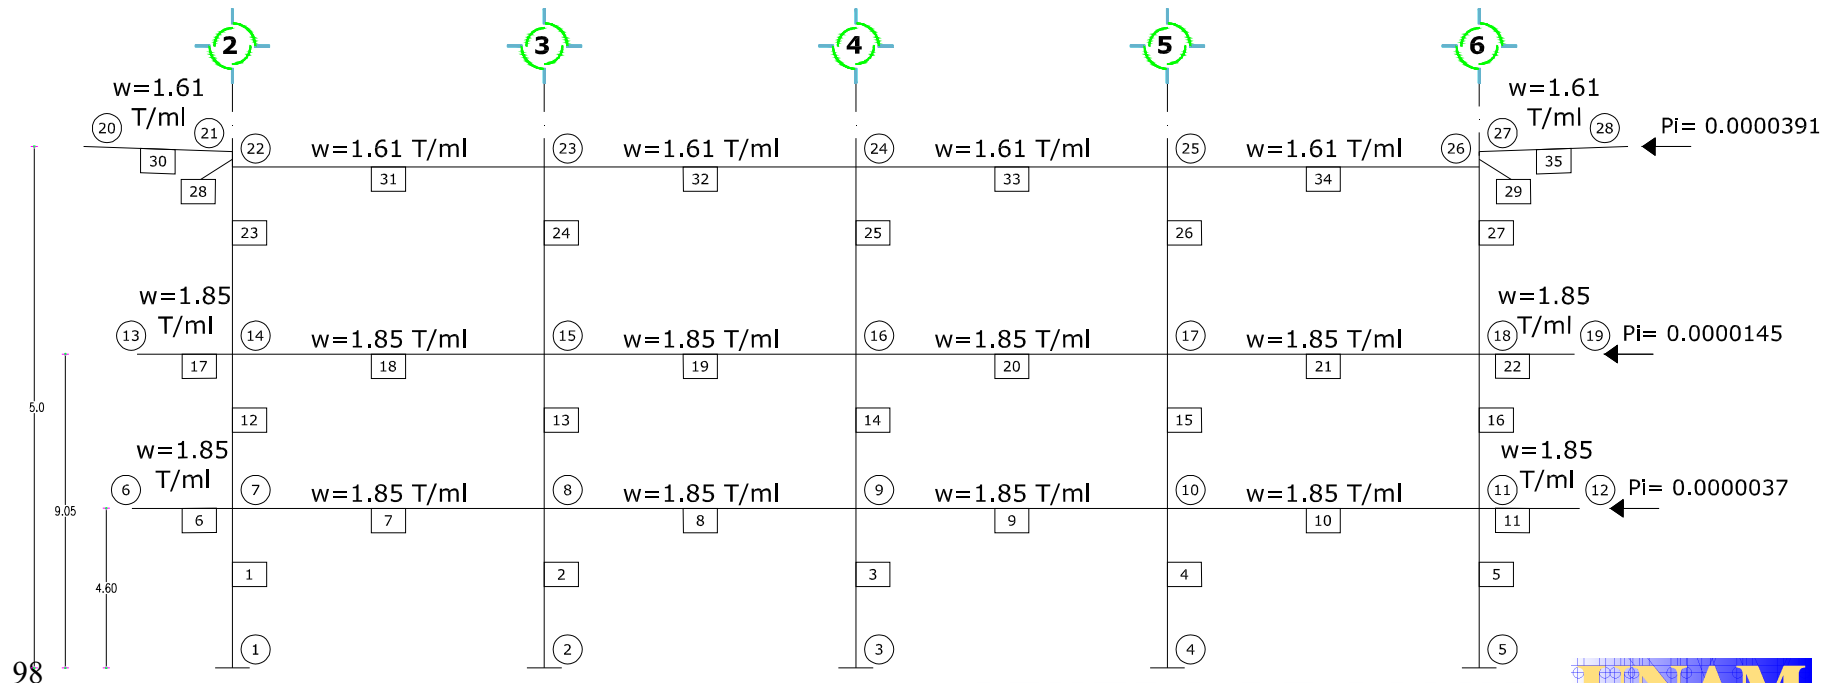 2 3 4 5 6
w=1.61 w=1.61
T/ml T/ml
20 21 27 28 Pi= 0.0000391
22 w=1.61 T/ml 23 w=1.61 T/ml 24 w=1.61 T/ml 25 w=1.61 T/ml 26
30 35
31 32 33 34
28 29
23 24 25 26 27
w=1.85 w=1.85
T/ml T/ml
13 14 w=1.85 T/ml 15 w=1.85 T/ml 16 w=1.85 T/ml 17 w=1.85 T/ml 18 19 Pi= 0.0000145
17 18 19 20 21 22
5.0
12 13 14 15 16
w=1.85 w=1.85
T/ml T/ml
6 7 w=1.85 T/ml 8 w=1.85 T/ml 9 w=1.85 T/ml 10 w=1.85 T/ml 11 12 Pi= 0.0000037
9.05
6 7 8 9 10 11
1 2 3 4 5
4.60
1 2 3 4 5
98
UNAM